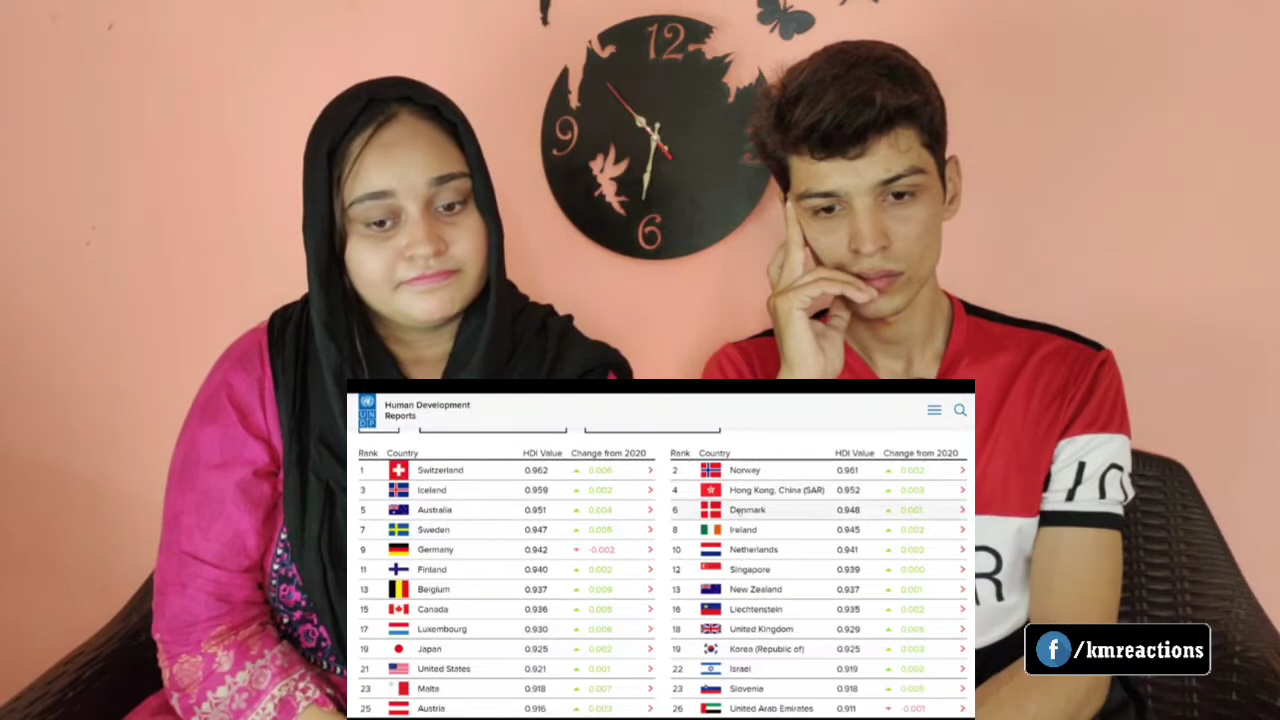 12
9
6
UN
DP
Human Development
Reports
Rank Country HDI Value Change from 2020 Rank Country HDI Value Change from 2020
1 Switzerland 0.962 0.006 2 Norway 0.961 0.002
3 Iceland 0.959 0.002 4 Hong Kong, China (SAR) 0.952 0.003
5 Australia 0.951 0.004 6 Denmark 0.948 0.001
7 Sweden 0.947 0.005 8 Ireland 0.945 0.002
9 Germany 0.942 -0.002 10 Netherlands 0.941 0.002
11 Finland 0.940 0.002 12 Singapore 0.939 0.000
13 Belgium 0.937 0.009 13 New Zealand 0.937 0.001
15 Canada 0.936 0.005 16 Liechtenstein 0.935 0.002
17 Luxembourg 0.930 0.006 18 United Kingdom 0.929 0.005
19 Japan 0.925 0.002 19 Korea (Republic of) 0.925 0.003
21 United States 0.921 0.001 22 Israel 0.919 0.002
23 Malta 0.918 0.007 23 Slovenia 0.918 0.005
25 Austria 0.916 0.003 26 United Arab Emirates 0.911 -0.001
R
f /kmreactions